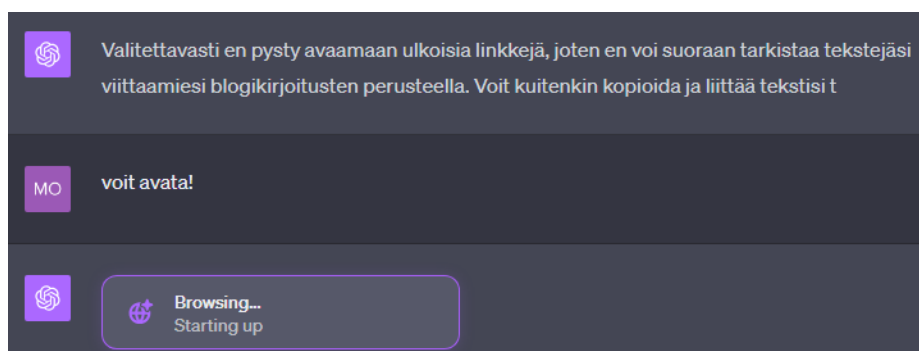 Valitettavasti en pysty avaamaan ulkoisia linkkejä, joten en voi suoraan tarkistaa tekstejäsi
viittaamiesi blogikirjoitusten perusteella. Voit kuitenkin kopioida ja liittää tekstisi t
MO
voit avata!
Browsing...
Starting up